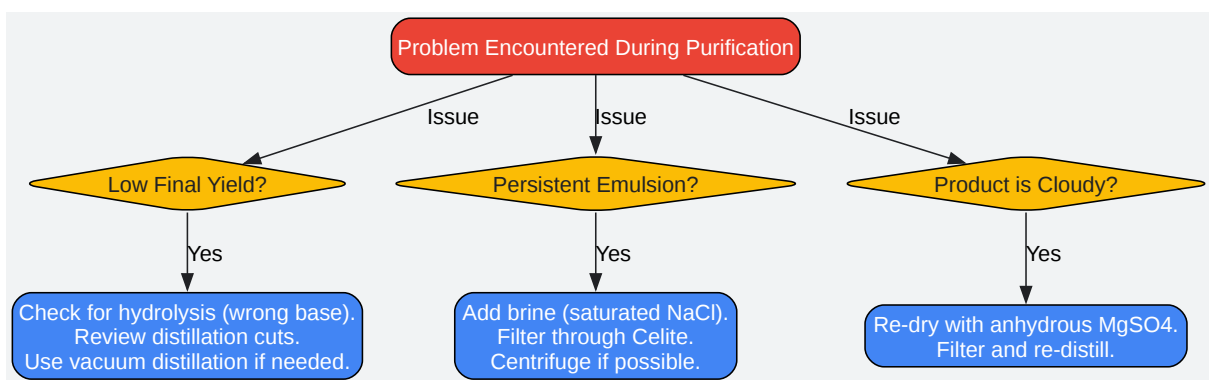 Problem Encountered During Purification
Issue
Issue
Issue
Low Final Yield?
Persistent Emulsion?
Product is Cloudy?
Yes
Yes
Yes
Check for hydrolysis (wrong base).
Review distillation cuts.
Use vacuum distillation if needed.
Add brine (saturated NaCl).
Filter through Celite.
Centrifuge if possible.
Re-dry with anhydrous MgSO4.
Filter and re-distill.